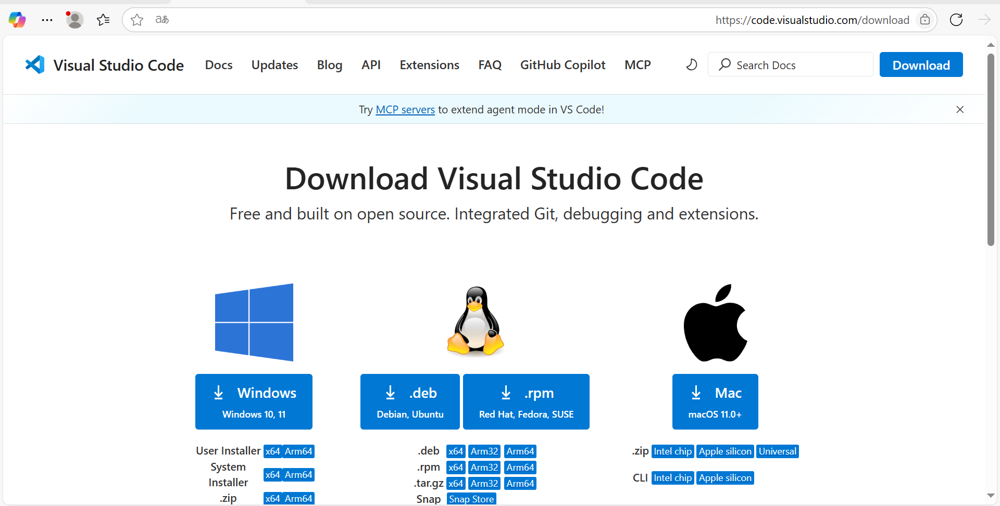 aあ
https://code.visualstudio.com/download
Visual Studio Code Docs Updates Blog API Extensions FAQ GitHub Copilot MCP Search Docs Download
Try MCP servers to extend agent mode in VS Code!
Download Visual Studio Code
Free and built on open source. Integrated Git, debugging and extensions.
Windows
Windows 10, 11
.deb
Debian, Ubuntu
.rpm
Red Hat, Fedora, SUSE
Mac
macOS 11.0+
User Installer x64 Arm64
System
Installer x64 Arm64
.zip x64 Arm64
.deb x64 Arm32 Arm64
.rpm x64 Arm32 Arm64
.tar.gz x64 Arm32 Arm64
Snap Snap Store
.zip Intel chip Apple silicon Universal
CLI Intel chip Apple silicon